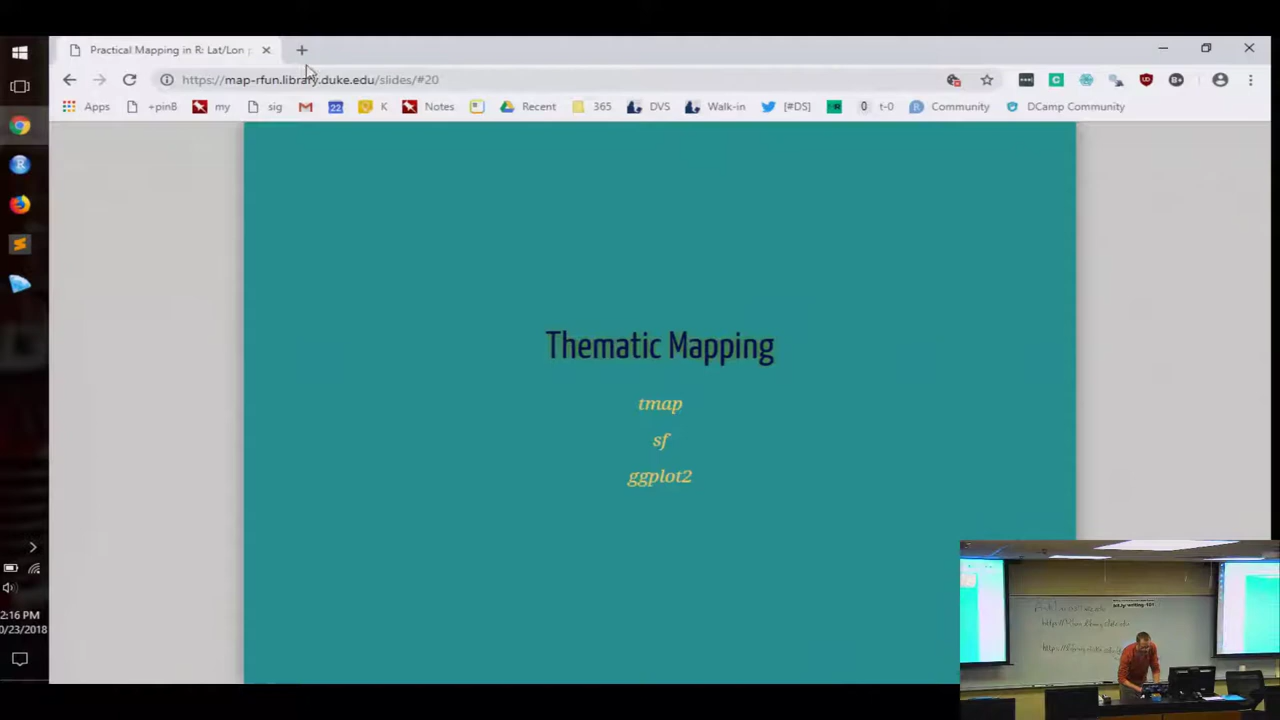 Practical Mapping in R: Lat/Lon
https://map-rfun.library.duke.edu/slides/#20
Apps +pinB my sig 22 K Notes Recent 365 DVS Walk-in [#DS] R 0 t-0 Community DCamp Community
Thematic Mapping
tmap
sf
ggplot2
2:16 PM
0/23/2018